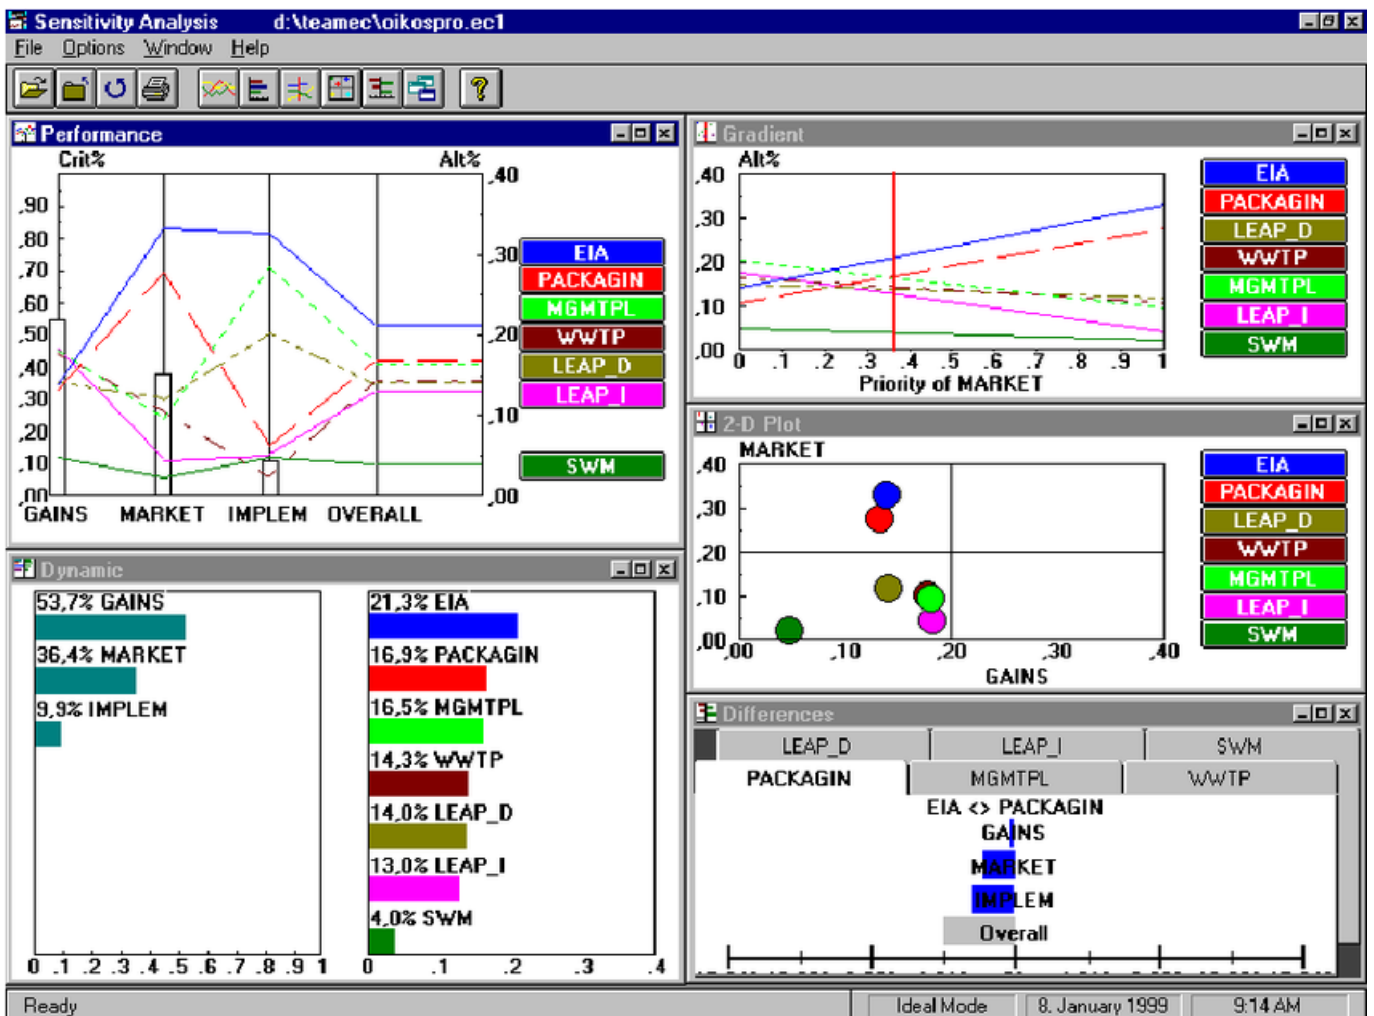 Sensitivity Analysis d:\teamec\oikospro.ec1
File Options Window Help
Performance
Crit% Alt%
,40
,90
,80
,70
,60
,50
,40
,30
,20
,10
,00
,30
,20
,10
,00
EIA
PACKAGIN
MGMTPL
WWTP
LEAP_D
LEAP_I
SWM
GAINS MARKET IMPLEM OVERALL
Gradient
Alt%
,40
,30
,20
,10
,00
0 .1 .2 .3 .4 .5 .6 .7 .8 .9 1
Priority of MARKET
EIA
PACKAGIN
LEAP_D
WWTP
MGMTPL
LEAP_I
SWM
2-D Plot
MARKET
,40
,30
,20
,10
,00
,00 ,10 ,20 ,30 ,40
GAINS
EIA
PACKAGIN
LEAP_D
WWTP
MGMTPL
LEAP_I
SWM
Dynamic
53,7% GAINS
36,4% MARKET
9,9% IMPLEM
0 .1 .2 .3 .4 .5 .6 .7 .8 .9 1
21,3% EIA
16,9% PACKAGIN
16,5% MGMTPL
14,3% WWTP
14,0% LEAP_D
13,0% LEAP_I
4,0% SWM
0 .1 .2 .3 .4
Differences
LEAP_D LEAP_I SWM
PACKAGIN MGMTPL WWTP
EIA <> PACKAGIN
GAINS
MARKET
IMPLEM
Overall
Ready Ideal Mode 8. January 1999 9:14 AM